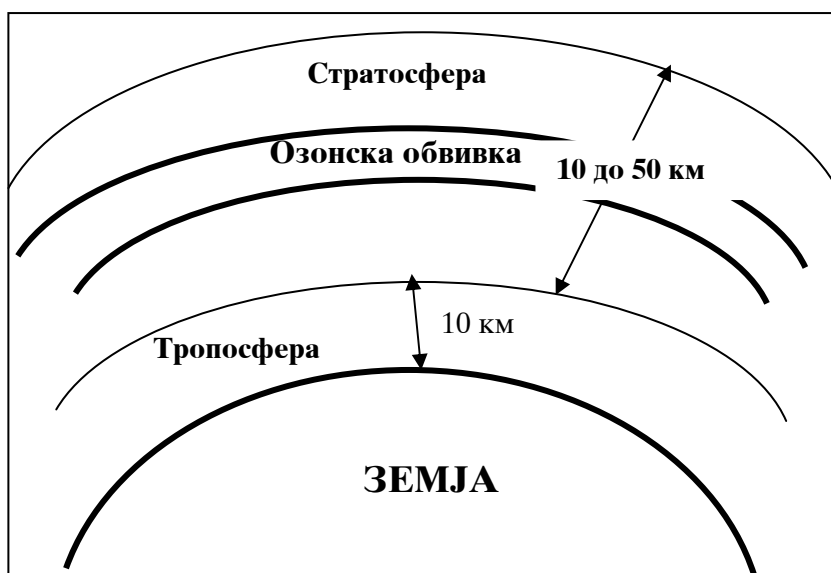 Стратосфера
Озонска обвивка
10 до 50 км
10 км
Тропосфера
ЗЕМЈА